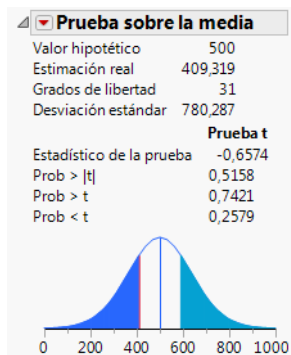 Prueba sobre la media
Valor hipotético 500
Estimación real 409,319
Grados de libertad 31
Desviación estándar 780,287
Prueba t
Estadístico de la prueba -0,6574
Prob > |t| 0,5158
Prob > t 0,7421
Prob < t 0,2579
0 200 400 600 800 1000